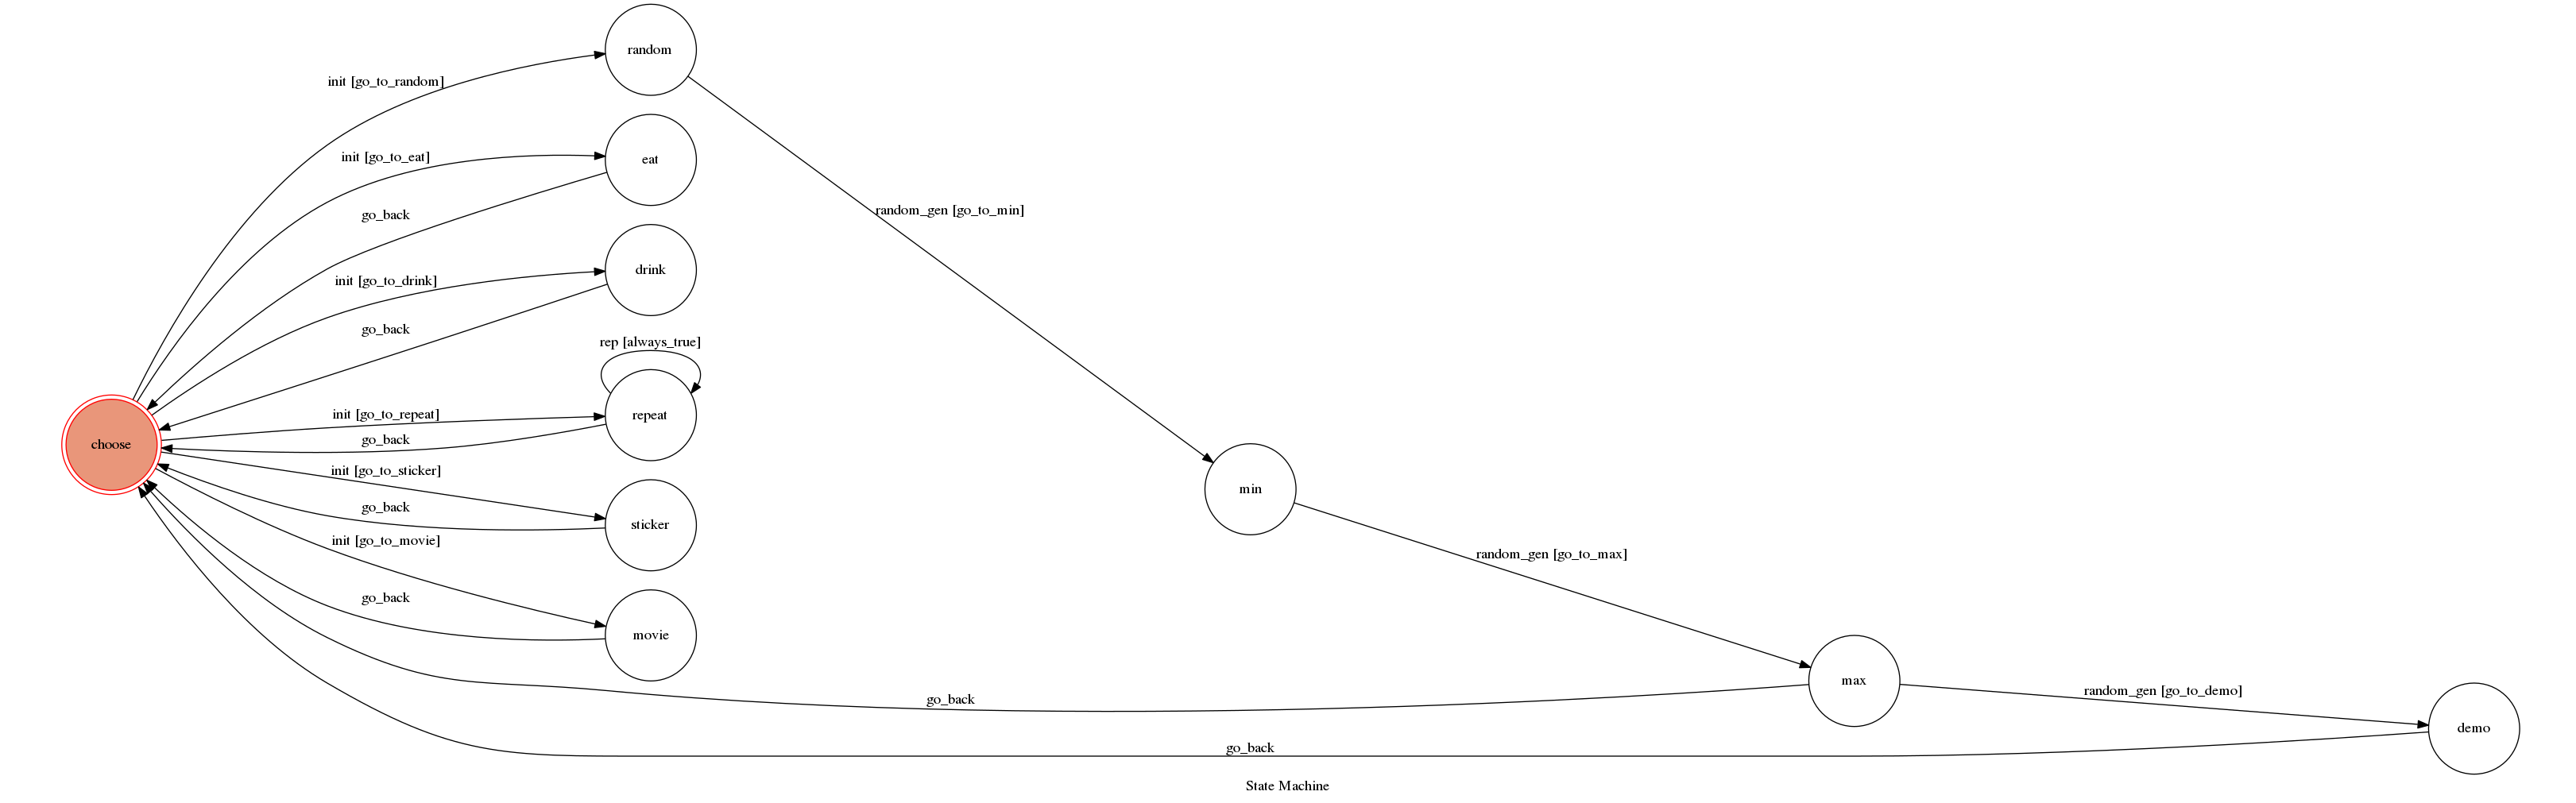 random
init [go_to_random]
init [go_to_eat]
eat
random_gen [go_to_min]
go_back
drink
init [go_to_drink]
go_back
rep [always_true]
init [go_to_repeat]
repeat
go_back
choose
init [go_to_sticker]
min
go_back
sticker
init [go_to_movie]
random_gen [go_to_max]
go_back
movie
max
random_gen [go_to_demo]
go_back
demo
go_back
State Machine